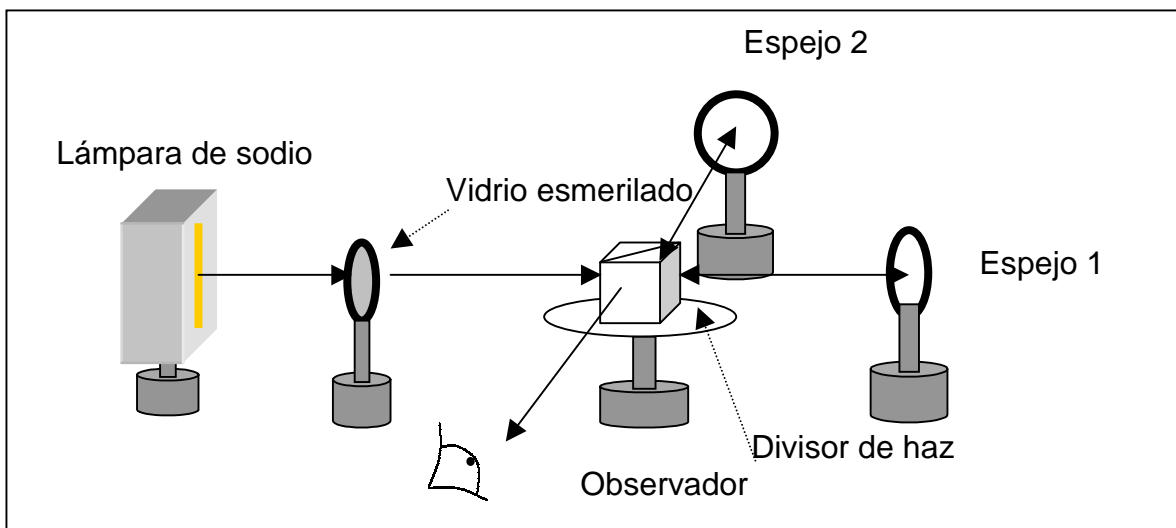 Espejo 2
Lámpara de sodio
Vidrio esmerilado
Espejo 1
Divisor de haz
Observador